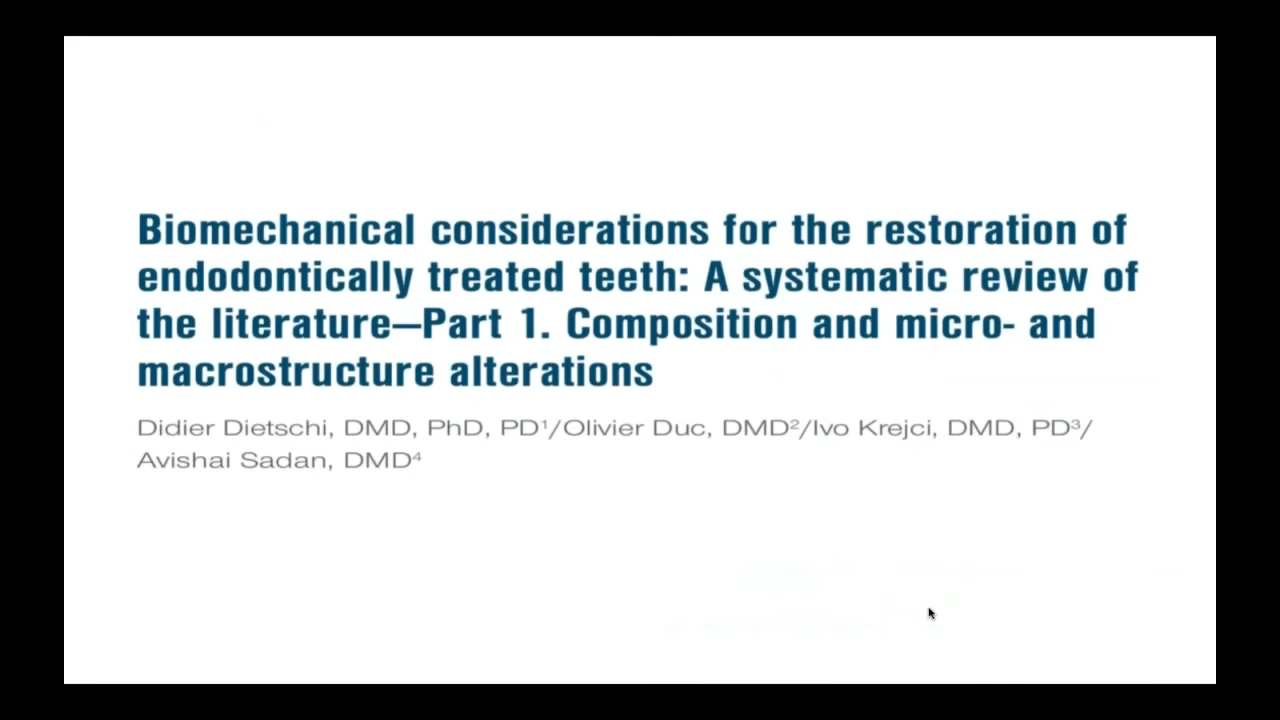 Biomechanical considerations for the restoration of
endodontically treated teeth: A systematic review of
the literature—Part 1. Composition and micro- and
macrostructure alterations
Didier Dietschi, DMD, PhD, PD¹/Olivier Duc, DMD²/Ivo Krejci, DMD, PD³/
Avishai Sadan, DMD⁴